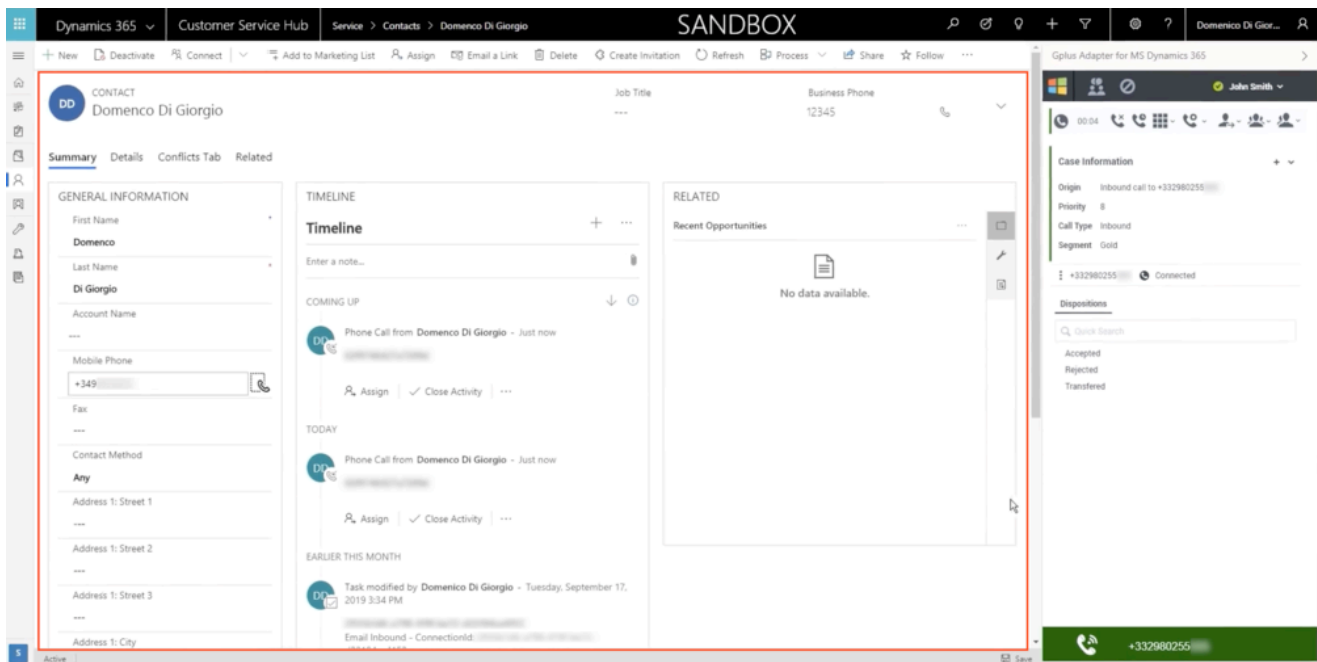 Dynamics 365
Customer Service Hub
Service > Contacts > Domenco Di Giorgio
SANDBOX
Domenico Di Gior...
+ New
Deactivate
Connect
Add to Marketing List
Assign
Email a Link
Delete
Create Invitation
Refresh
Process
Share
Follow
...
Gplus Adapter for MS Dynamics 365
DD
CONTACT
Domenco Di Giorgio
Job Title
---
Business Phone
12345
Summary
Details
Conflicts Tab
Related
GENERAL INFORMATION
First Name *
Domenco
Last Name *
Di Giorgio
Account Name
---
Mobile Phone
+349
Fax
---
Contact Method
Any
Address 1: Street 1
---
Address 1: Street 2
---
Address 1: Street 3
---
Address 1: City
TIMELINE
Timeline
Enter a note...
COMING UP
DD
Phone Call from Domenco Di Giorgio - Just now
Assign
Close Activity
...
TODAY
DD
Phone Call from Domenco Di Giorgio - Just now
Assign
Close Activity
...
EARLIER THIS MONTH
DD
Task modified by Domenico Di Giorgio - Tuesday, September 17,
2019 3:34 PM
Email Inbound - ConnectionId:
RELATED
Recent Opportunities
...
No data available.
John Smith
00:04
Case Information
Origin Inbound call to +332980255
Priority 8
Call Type Inbound
Segment Gold
+332980255 Connected
Dispositions
Quick Search
Accepted
Rejected
Transfered
+332980255
S
Active
Save